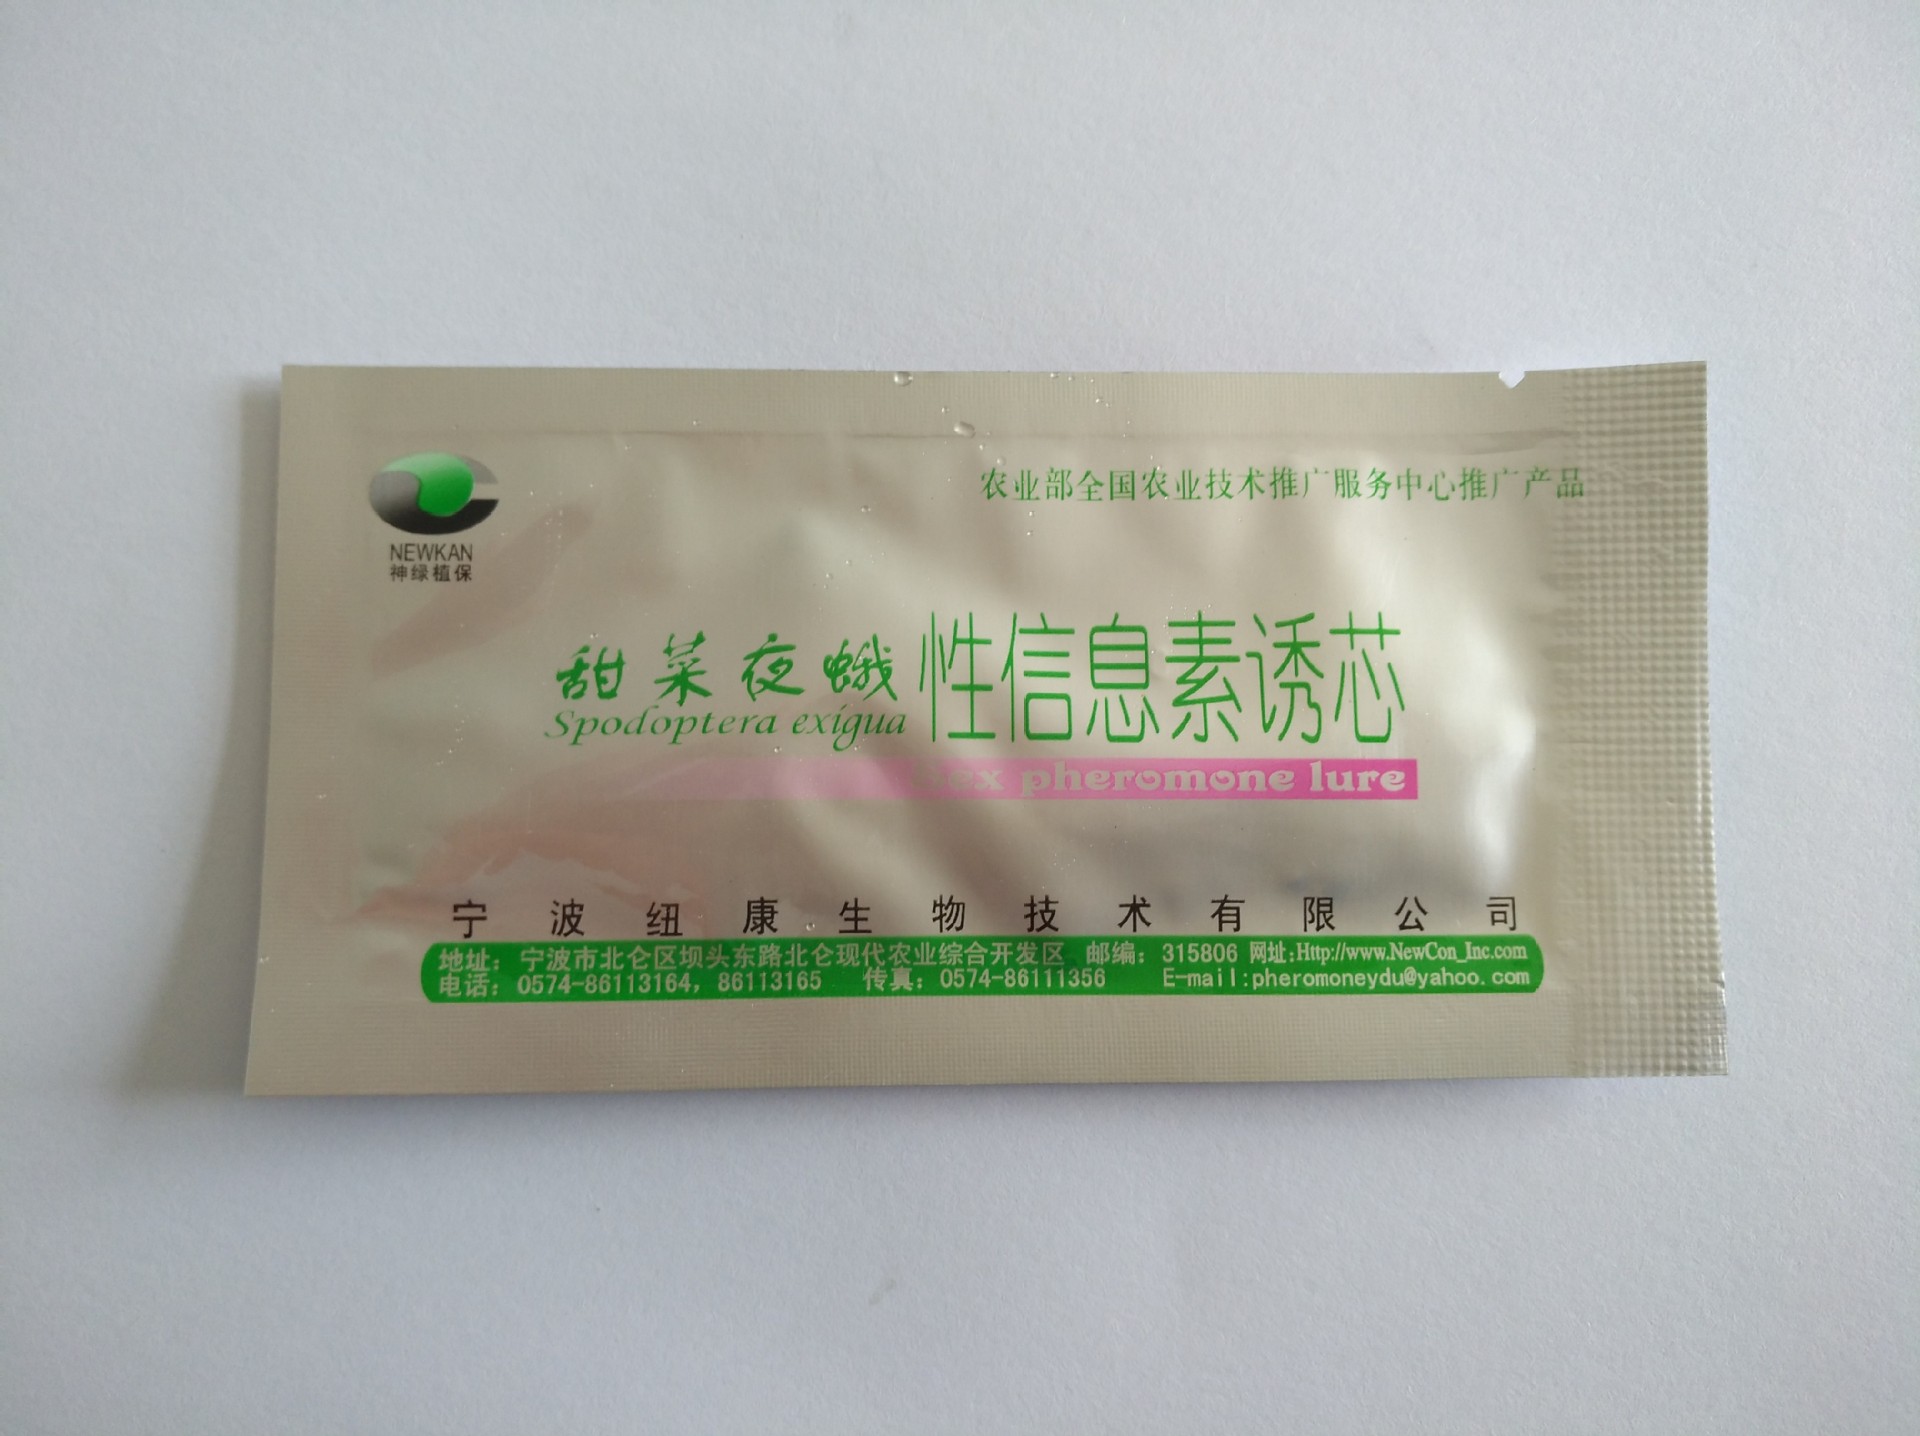 农业部全国农业技术推广服务中心推广产品
NEWKAN
神绿植保
甜菜夜蛾 性信息素诱芯
Spodoptera exigua
Sex pheromone lure
宁波纽康生物技术有限公司
地址：宁波市北仑区坝头东路北仑现代农业综合开发区 邮编：315806 网址:Http://www.NewCon_Inc.com
电话：0574-86113164，86113165 传真：0574-86111356 E-mail:pheromoneydu@yahoo.com